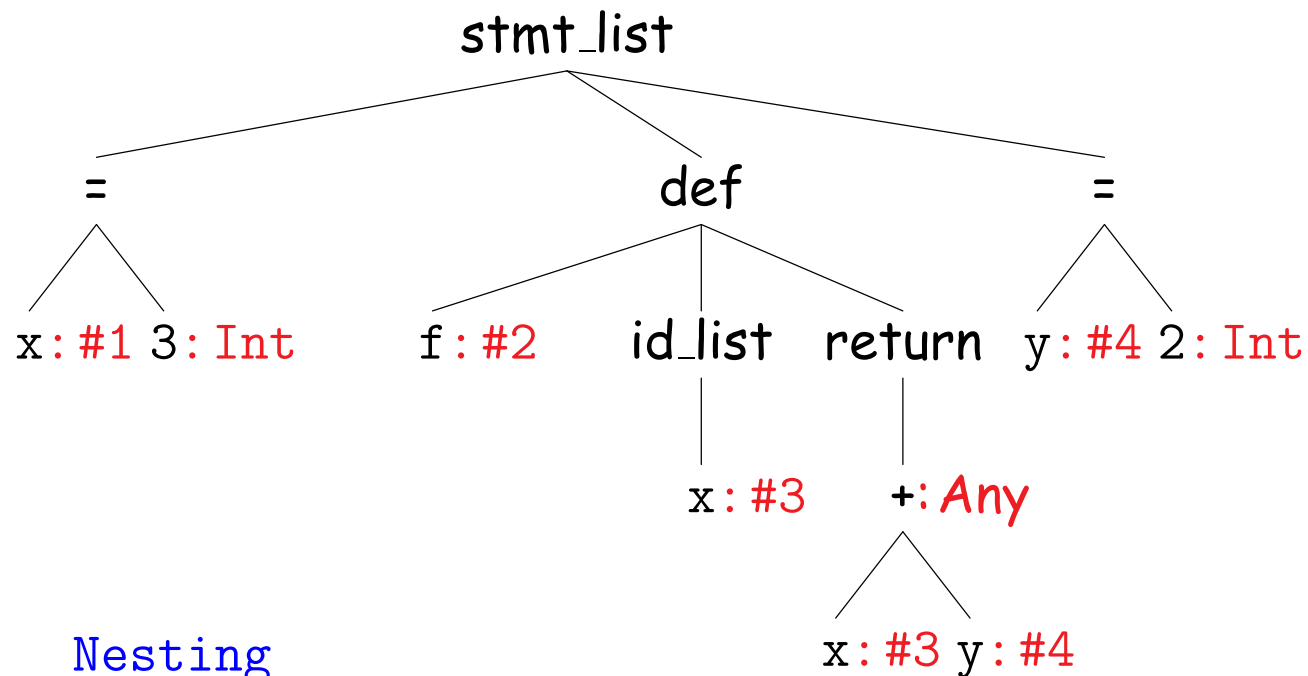 stmt_list
= def =
x: #1 3: Int f: #2 id_list return y: #4 2: Int
x: #3 +: Any
x: #3 y: #4
Nesting